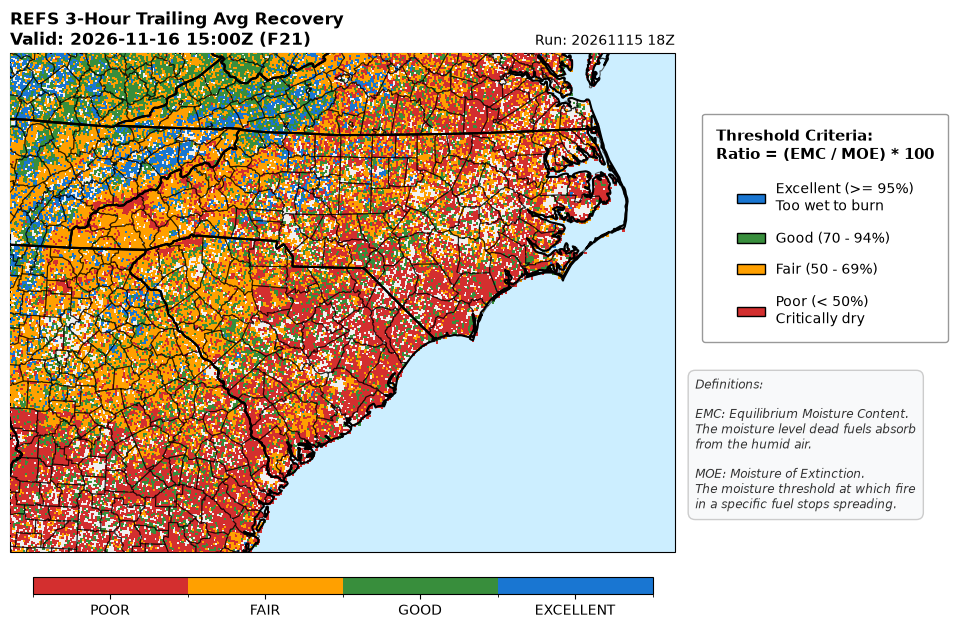 REFS 3-Hour Trailing Avg Recovery
Valid: 2026-11-16 15:00Z (F21)
Run: 20261115 18Z
Threshold Criteria:
Ratio = (EMC / MOE) * 100
Excellent (>= 95%)
Too wet to burn
Good (70 - 94%)
Fair (50 - 69%)
Poor (< 50%)
Critically dry
Definitions:
EMC: Equilibrium Moisture Content.
The moisture level dead fuels absorb
from the humid air.
MOE: Moisture of Extinction.
The moisture threshold at which fire
in a specific fuel stops spreading.
POOR
FAIR
GOOD
EXCELLENT